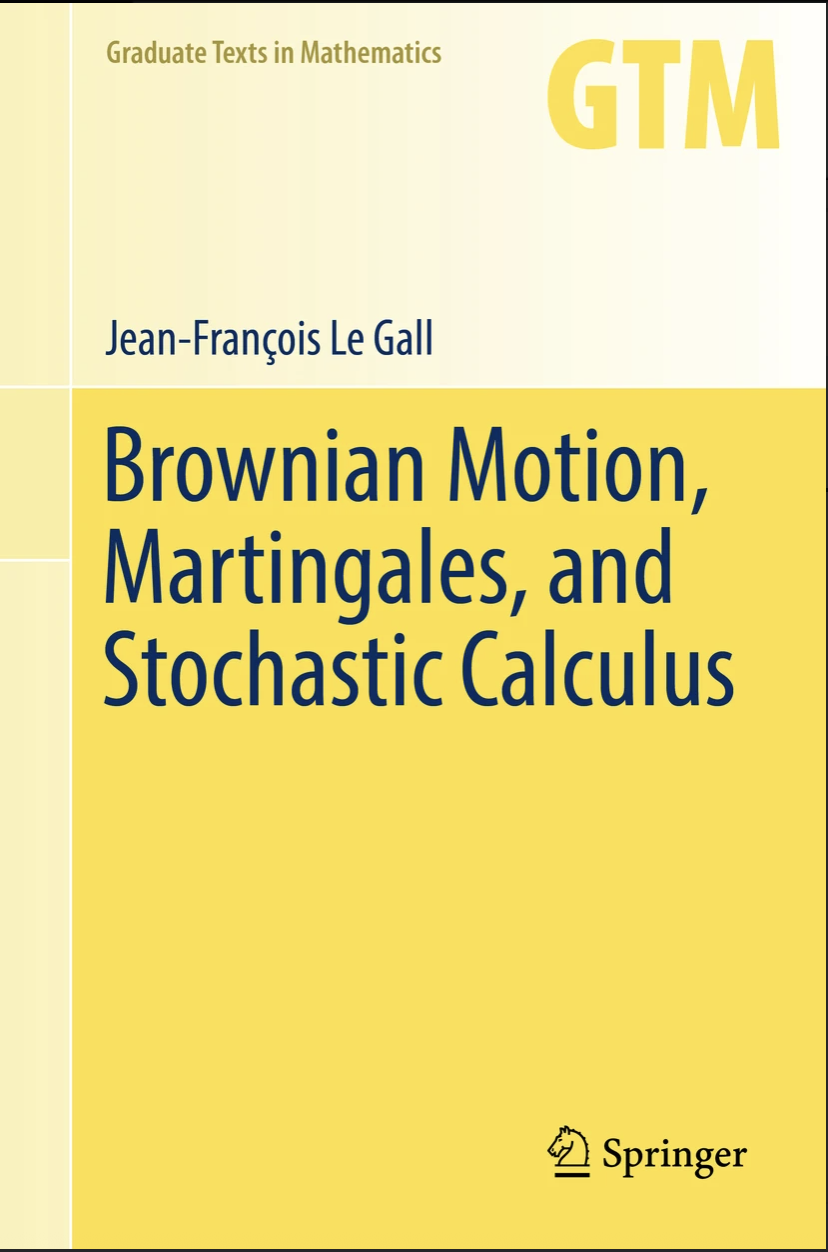 Graduate Texts in Mathematics
GTM
Jean-François Le Gall
Brownian Motion,
Martingales, and
Stochastic Calculus
Springer